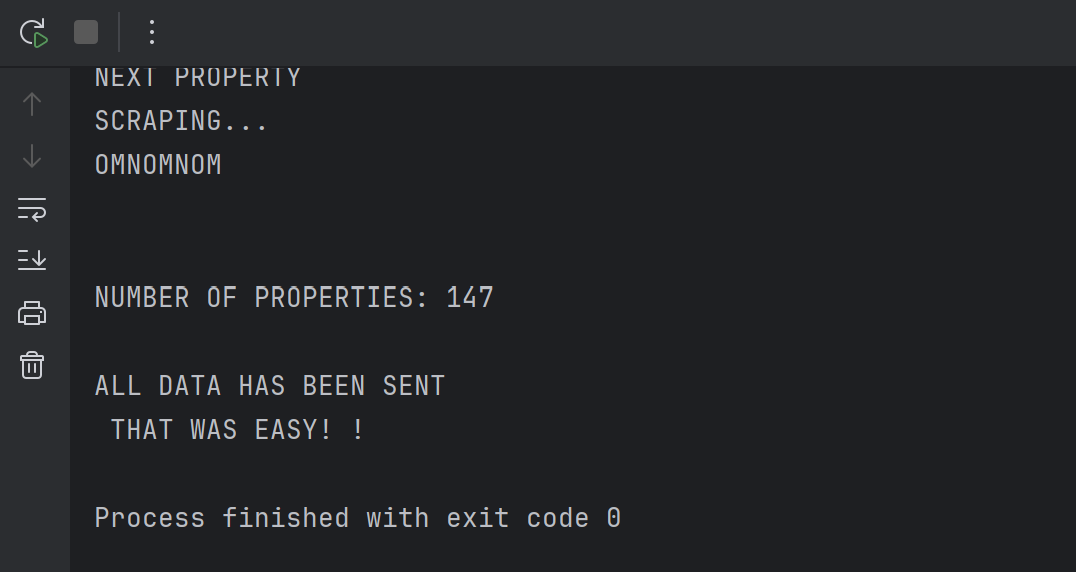 NEXT PROPERTY
SCRAPING...
OMNOMNOM
NUMBER OF PROPERTIES: 147
ALL DATA HAS BEEN SENT
THAT WAS EASY! !
Process finished with exit code 0